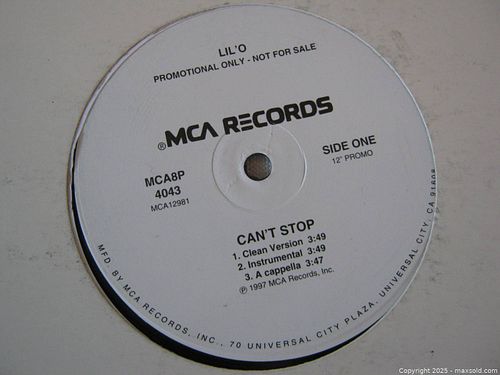 LIL'O
PROMOTIONAL ONLY - NOT FOR SALE
®MCA RECORDS
MCA8P
4043
MCA12981
SIDE ONE
12" PROMO
CAN'T STOP
1. Clean Version 3:49
2. Instrumental 3:49
3. A cappella 3:47
℗ 1997 MCA Records, Inc.
MFD. BY MCA RECORDS, INC., 70 UNIVERSAL CITY PLAZA, UNIVERSAL CITY, CA 91608
Copyright 2025 - maxsold.com